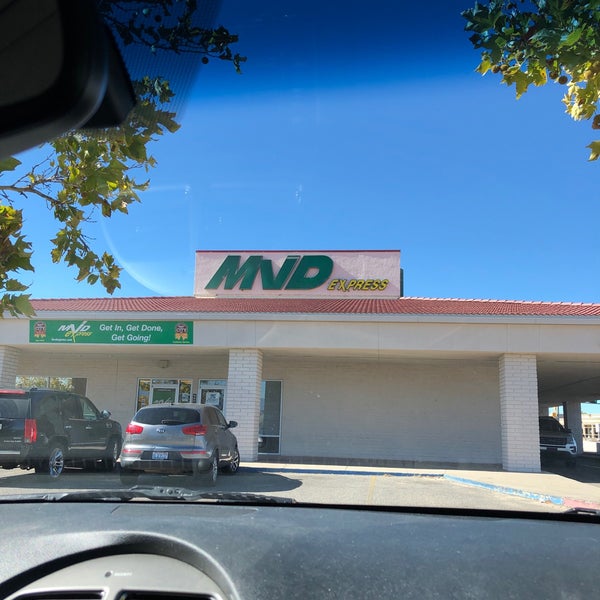 MVD
EXPRESS
MVD
EXPRESS
Get In, Get Done,
Get Going!